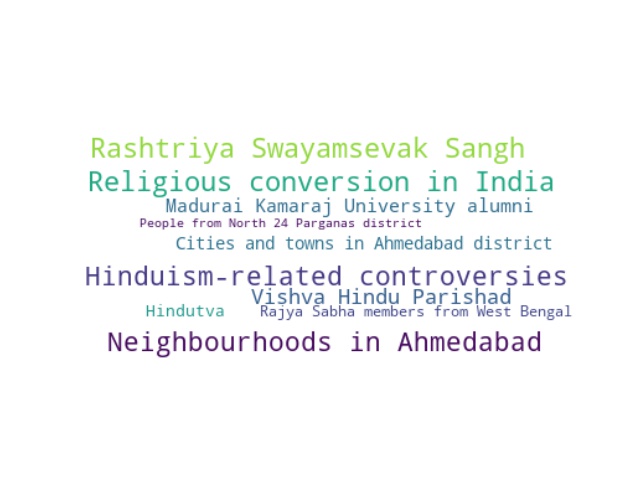 Rashtriya Swayamsevak Sangh
Religious conversion in India
Madurai Kamaraj University alumni
People from North 24 Parganas district
Cities and towns in Ahmedabad district
Hinduism-related controversies
Vishva Hindu Parishad
Hindutva
Rajya Sabha members from West Bengal
Neighbourhoods in Ahmedabad